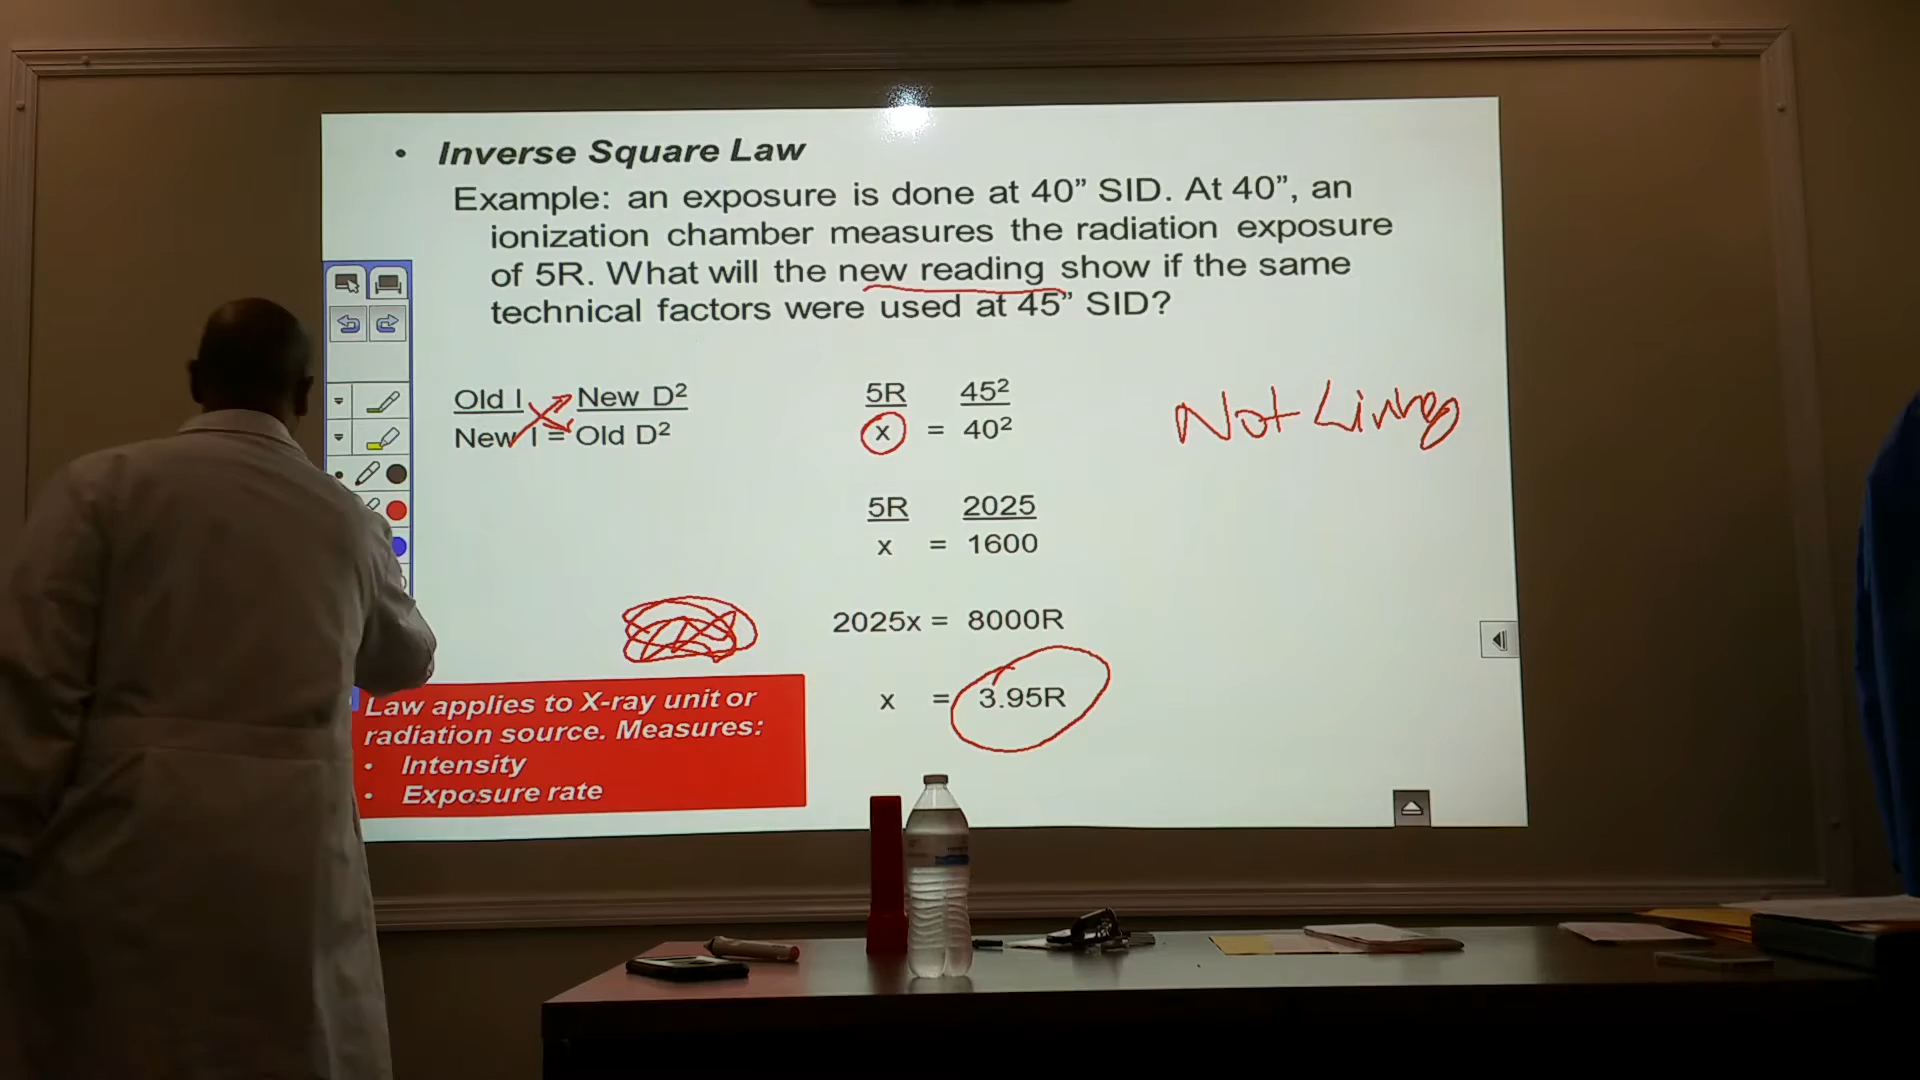 • Inverse Square Law
Example: an exposure is done at 40” SID. At 40”, an
ionization chamber measures the radiation exposure
of 5R. What will the new reading show if the same
technical factors were used at 45” SID?
Old I New D²
New I = Old D²
5R 45²
x = 40²
Not Living
5R 2025
x = 1600
2025x = 8000R
x = 3.95R
Law applies to X-ray unit or
radiation source. Measures:
• Intensity
• Exposure rate